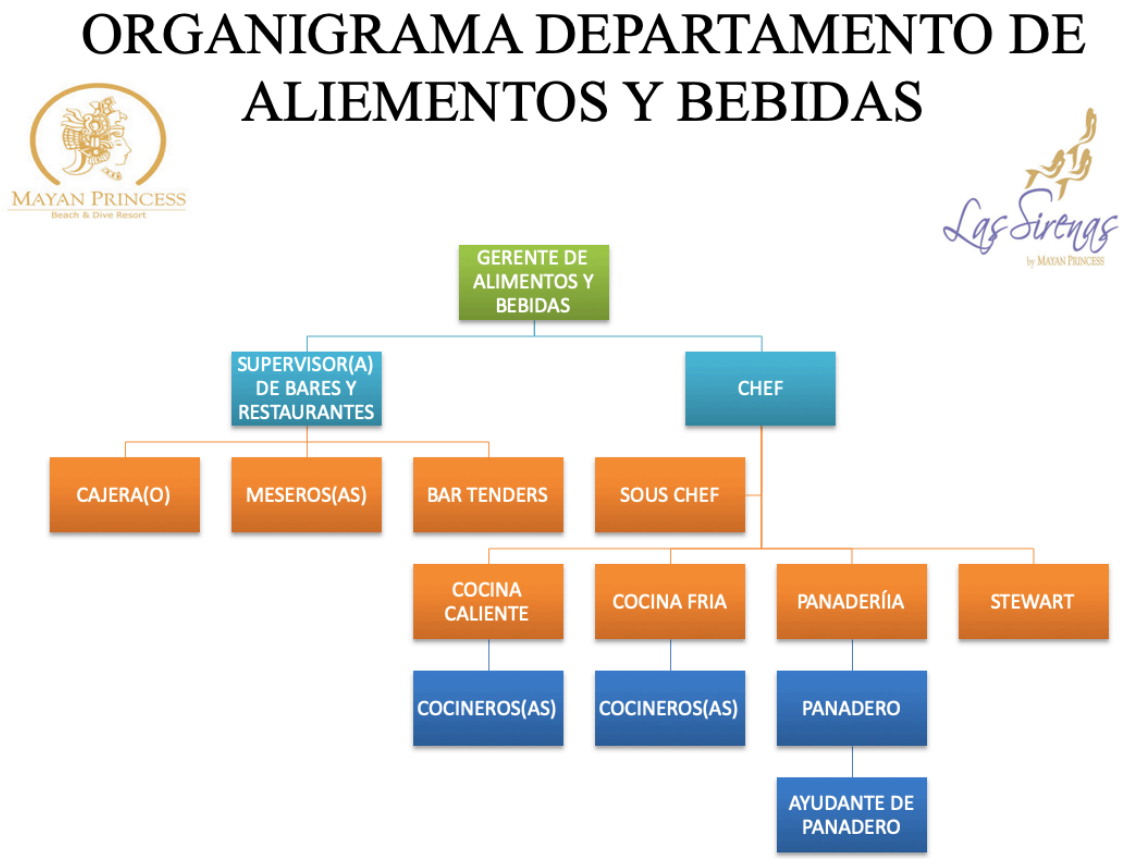 ORGANIGRAMA DEPARTAMENTO DE
ALIEMENTOS Y BEBIDAS
MAYAN PRINCESS
Beach & Dive Resort
Las Sirenas
by MAYAN PRINCESS
GERENTE DE
ALIMENTOS Y
BEBIDAS
SUPERVISOR(A)
DE BARES Y
RESTAURANTES
CHEF
CAJERA(O)
MESEROS(AS)
BAR TENDERS
SOUS CHEF
COCINA
CALIENTE
COCINA FRIA
PANADERÍIA
STEWART
COCINEROS(AS)
COCINEROS(AS)
PANADERO
AYUDANTE DE
PANADERO